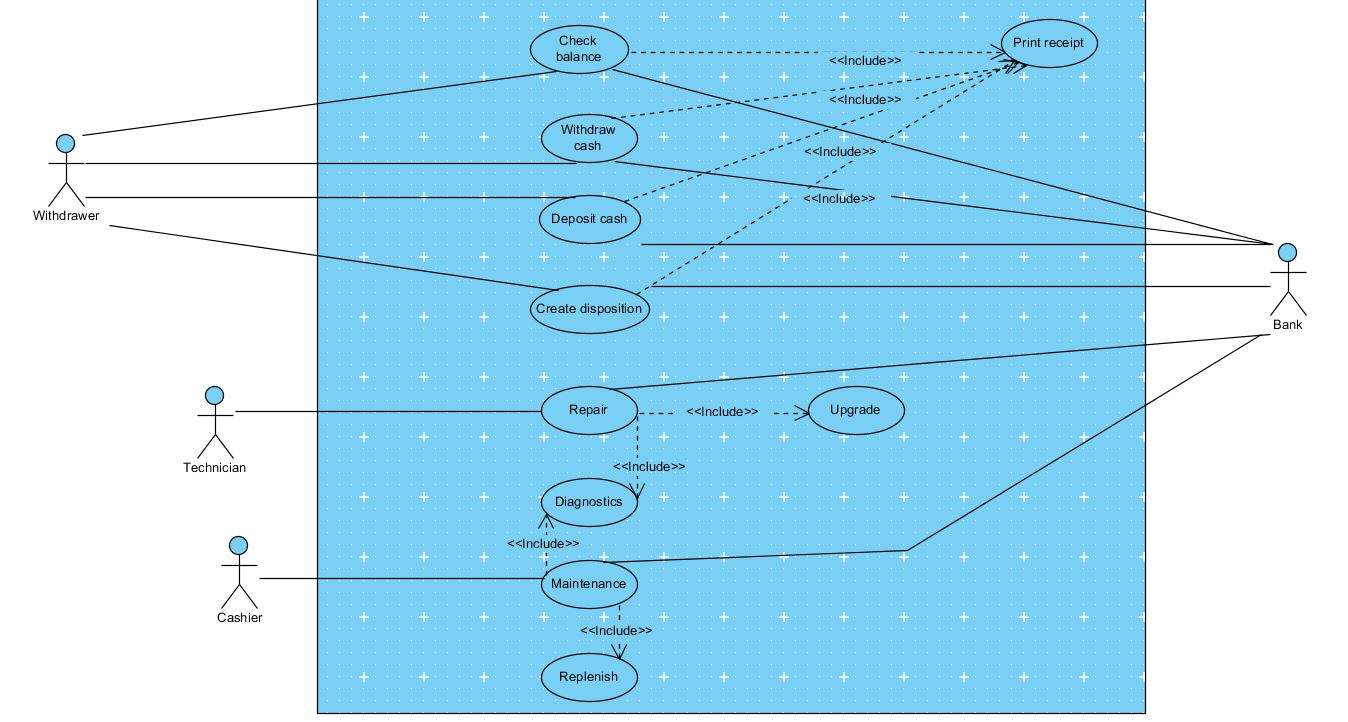 Check
balance
Print receipt
<<Include>>
<<Include>>
Withdraw
cash
<<Include>>
<<Include>>
Withdrawer
Deposit cash
Create disposition
Bank
Repair
<<Include>>
Upgrade
Technician
<<Include>>
Diagnostics
<<Include>>
Maintenance
Cashier
<<Include>>
Replenish